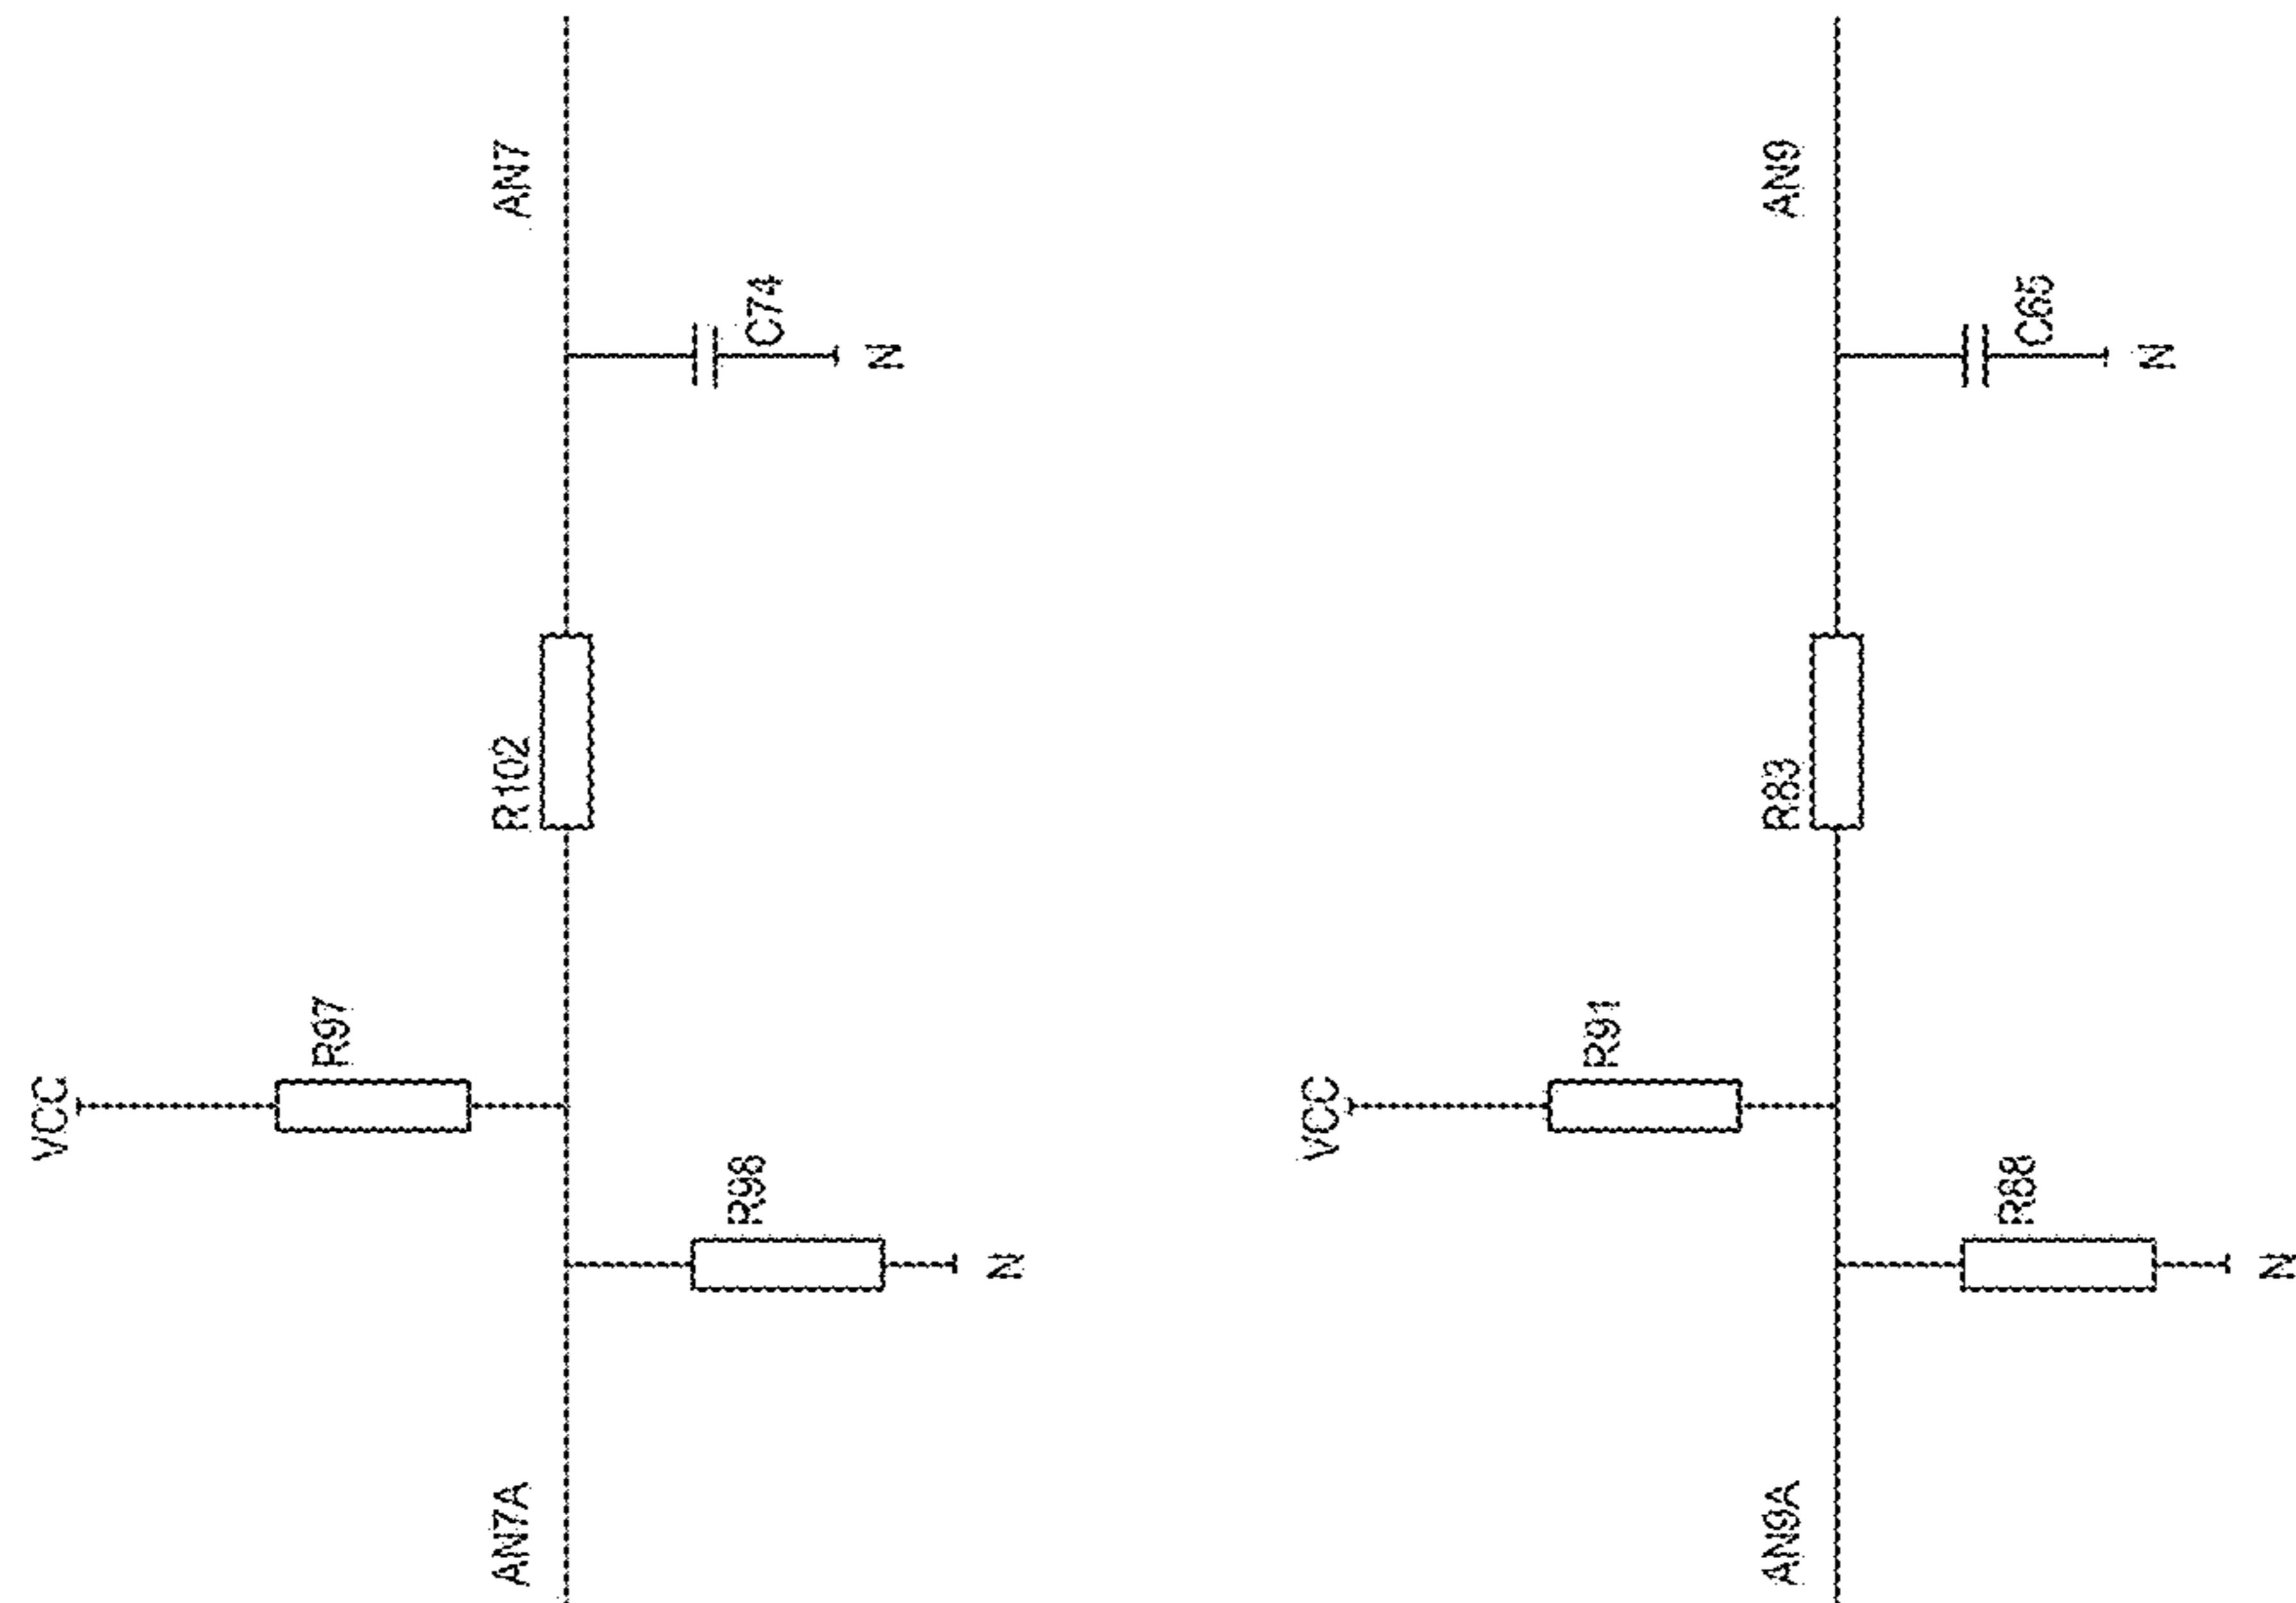 VCC
R97
AN7A
R102
AN7
R98
C74
N
N
VCC
R91
AN9A
R83
AN9
R88
C65
N
N